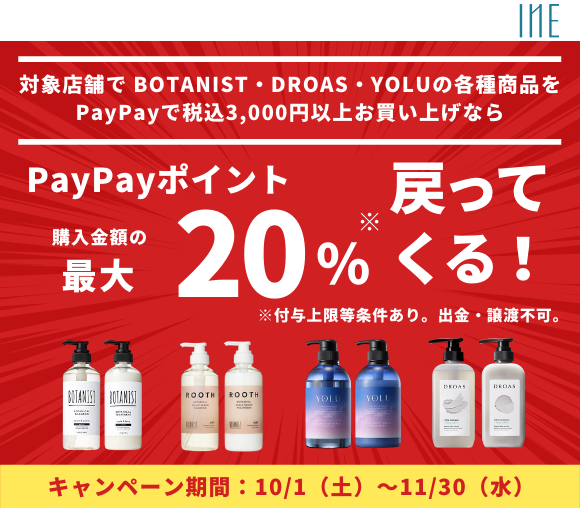 INE
対象店舗で BOTANIST・DROAS・YOLUの各種商品を
PayPayで税込3,000円以上お買い上げなら
PayPayポイント
購入金額の
最大
20%※
戻って
くる！
※付与上限等条件あり。出金・譲渡不可。
BOTANIST
BOTANIST
ROOTH
ROOTH
YOLU
YOLU
DROAS
DROAS
キャンペーン期間：10/1（土）〜11/30（水）